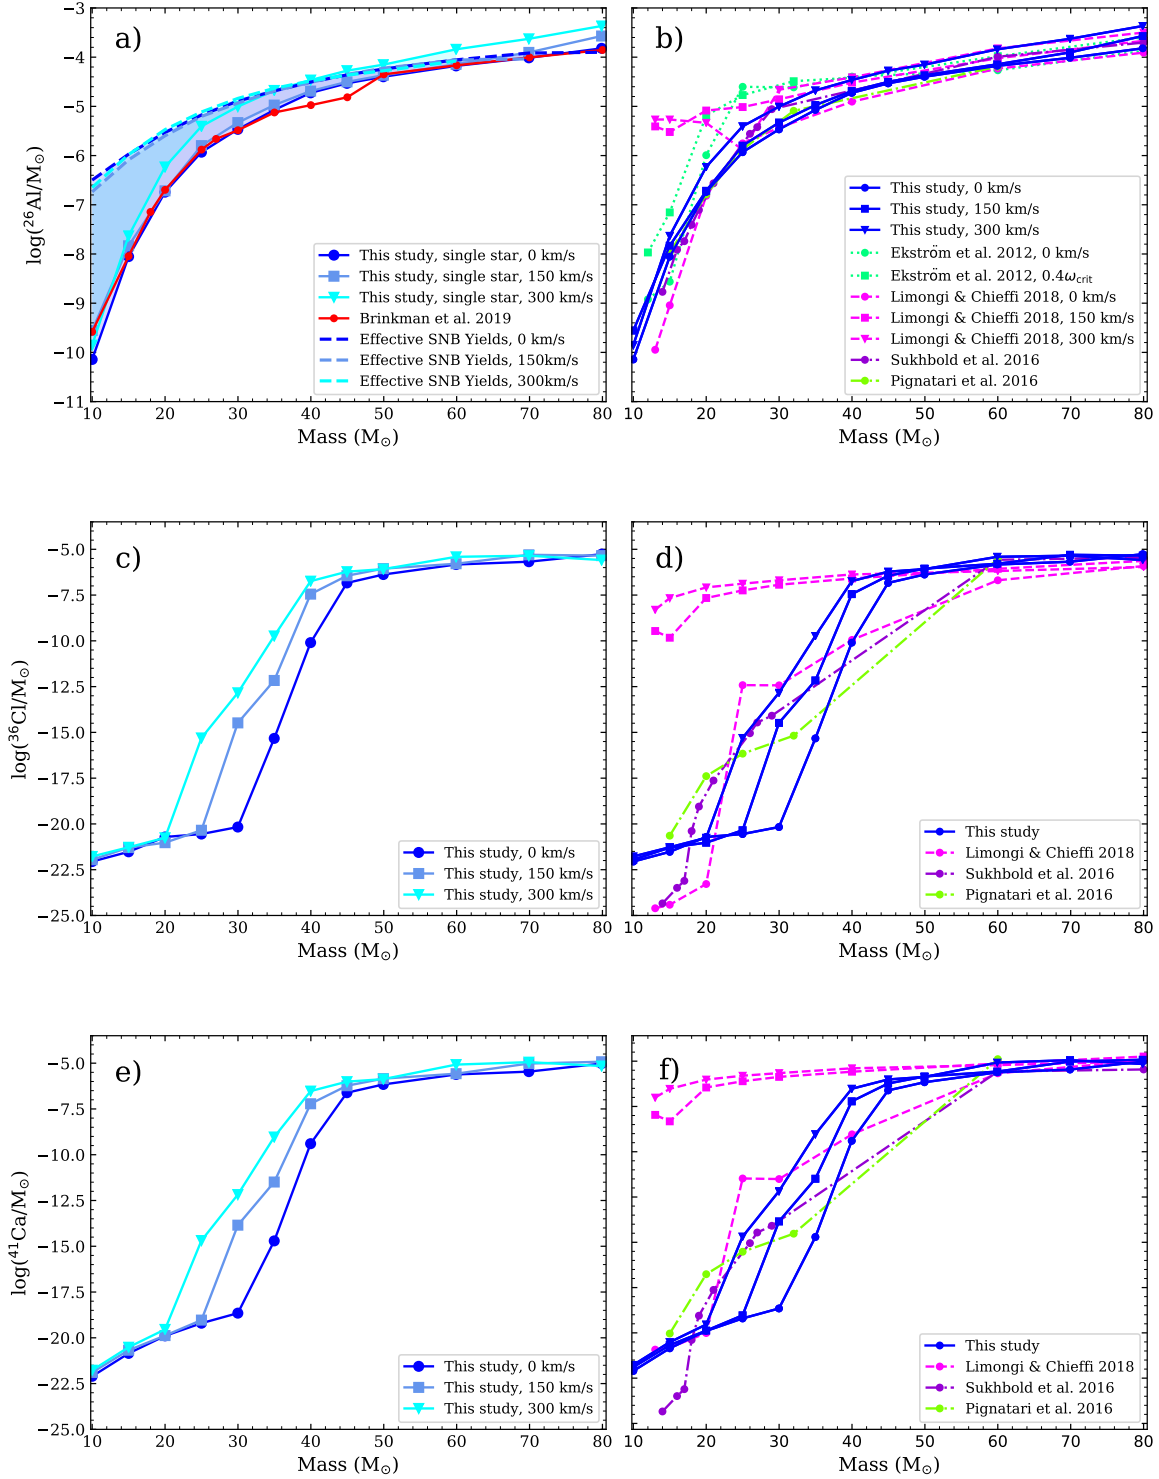 a)
log(²⁶Al/M☉)
−3
−4
−5
−6
−7
−8
−9
−10
−11
10 20 30 40 50 60 70 80
Mass (M☉)
This study, single star, 0 km/s
This study, single star, 150 km/s
This study, single star, 300 km/s
Brinkman et al. 2019
Effective SNB Yields, 0 km/s
Effective SNB Yields, 150km/s
Effective SNB Yields, 300km/s
b)
10 20 30 40 50 60 70 80
Mass (M☉)
This study, 0 km/s
This study, 150 km/s
This study, 300 km/s
Ekström et al. 2012, 0 km/s
Ekström et al. 2012, 0.4ω_crit
Limongi & Chieffi 2018, 0 km/s
Limongi & Chieffi 2018, 150 km/s
Limongi & Chieffi 2018, 300 km/s
Sukhbold et al. 2016
Pignatari et al. 2016
c)
log(³⁶Cl/M☉)
−5.0
−7.5
−10.0
−12.5
−15.0
−17.5
−20.0
−22.5
−25.0
10 20 30 40 50 60 70 80
Mass (M☉)
This study, 0 km/s
This study, 150 km/s
This study, 300 km/s
d)
10 20 30 40 50 60 70 80
Mass (M☉)
This study
Limongi & Chieffi 2018
Sukhbold et al. 2016
Pignatari et al. 2016
e)
log(⁴¹Ca/M☉)
−5.0
−7.5
−10.0
−12.5
−15.0
−17.5
−20.0
−22.5
−25.0
10 20 30 40 50 60 70 80
Mass (M☉)
This study, 0 km/s
This study, 150 km/s
This study, 300 km/s
f)
10 20 30 40 50 60 70 80
Mass (M☉)
This study
Limongi & Chieffi 2018
Sukhbold et al. 2016
Pignatari et al. 2016